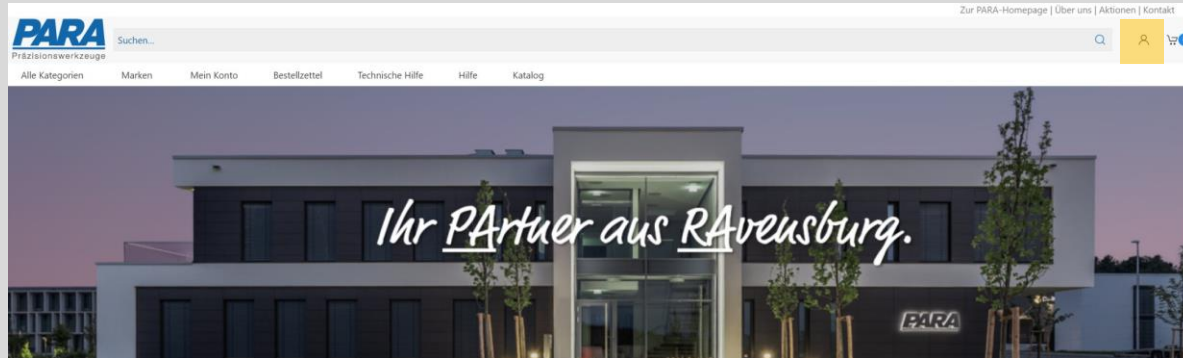 Zur PARA-Homepage | Über uns | Aktionen | Kontakt
PARA
Präzisionswerkzeuge
Suchen...
Alle Kategorien Marken Mein Konto Bestellzettel Technische Hilfe Hilfe Katalog
Ihr PArtner aus RAvensburg.
PARA